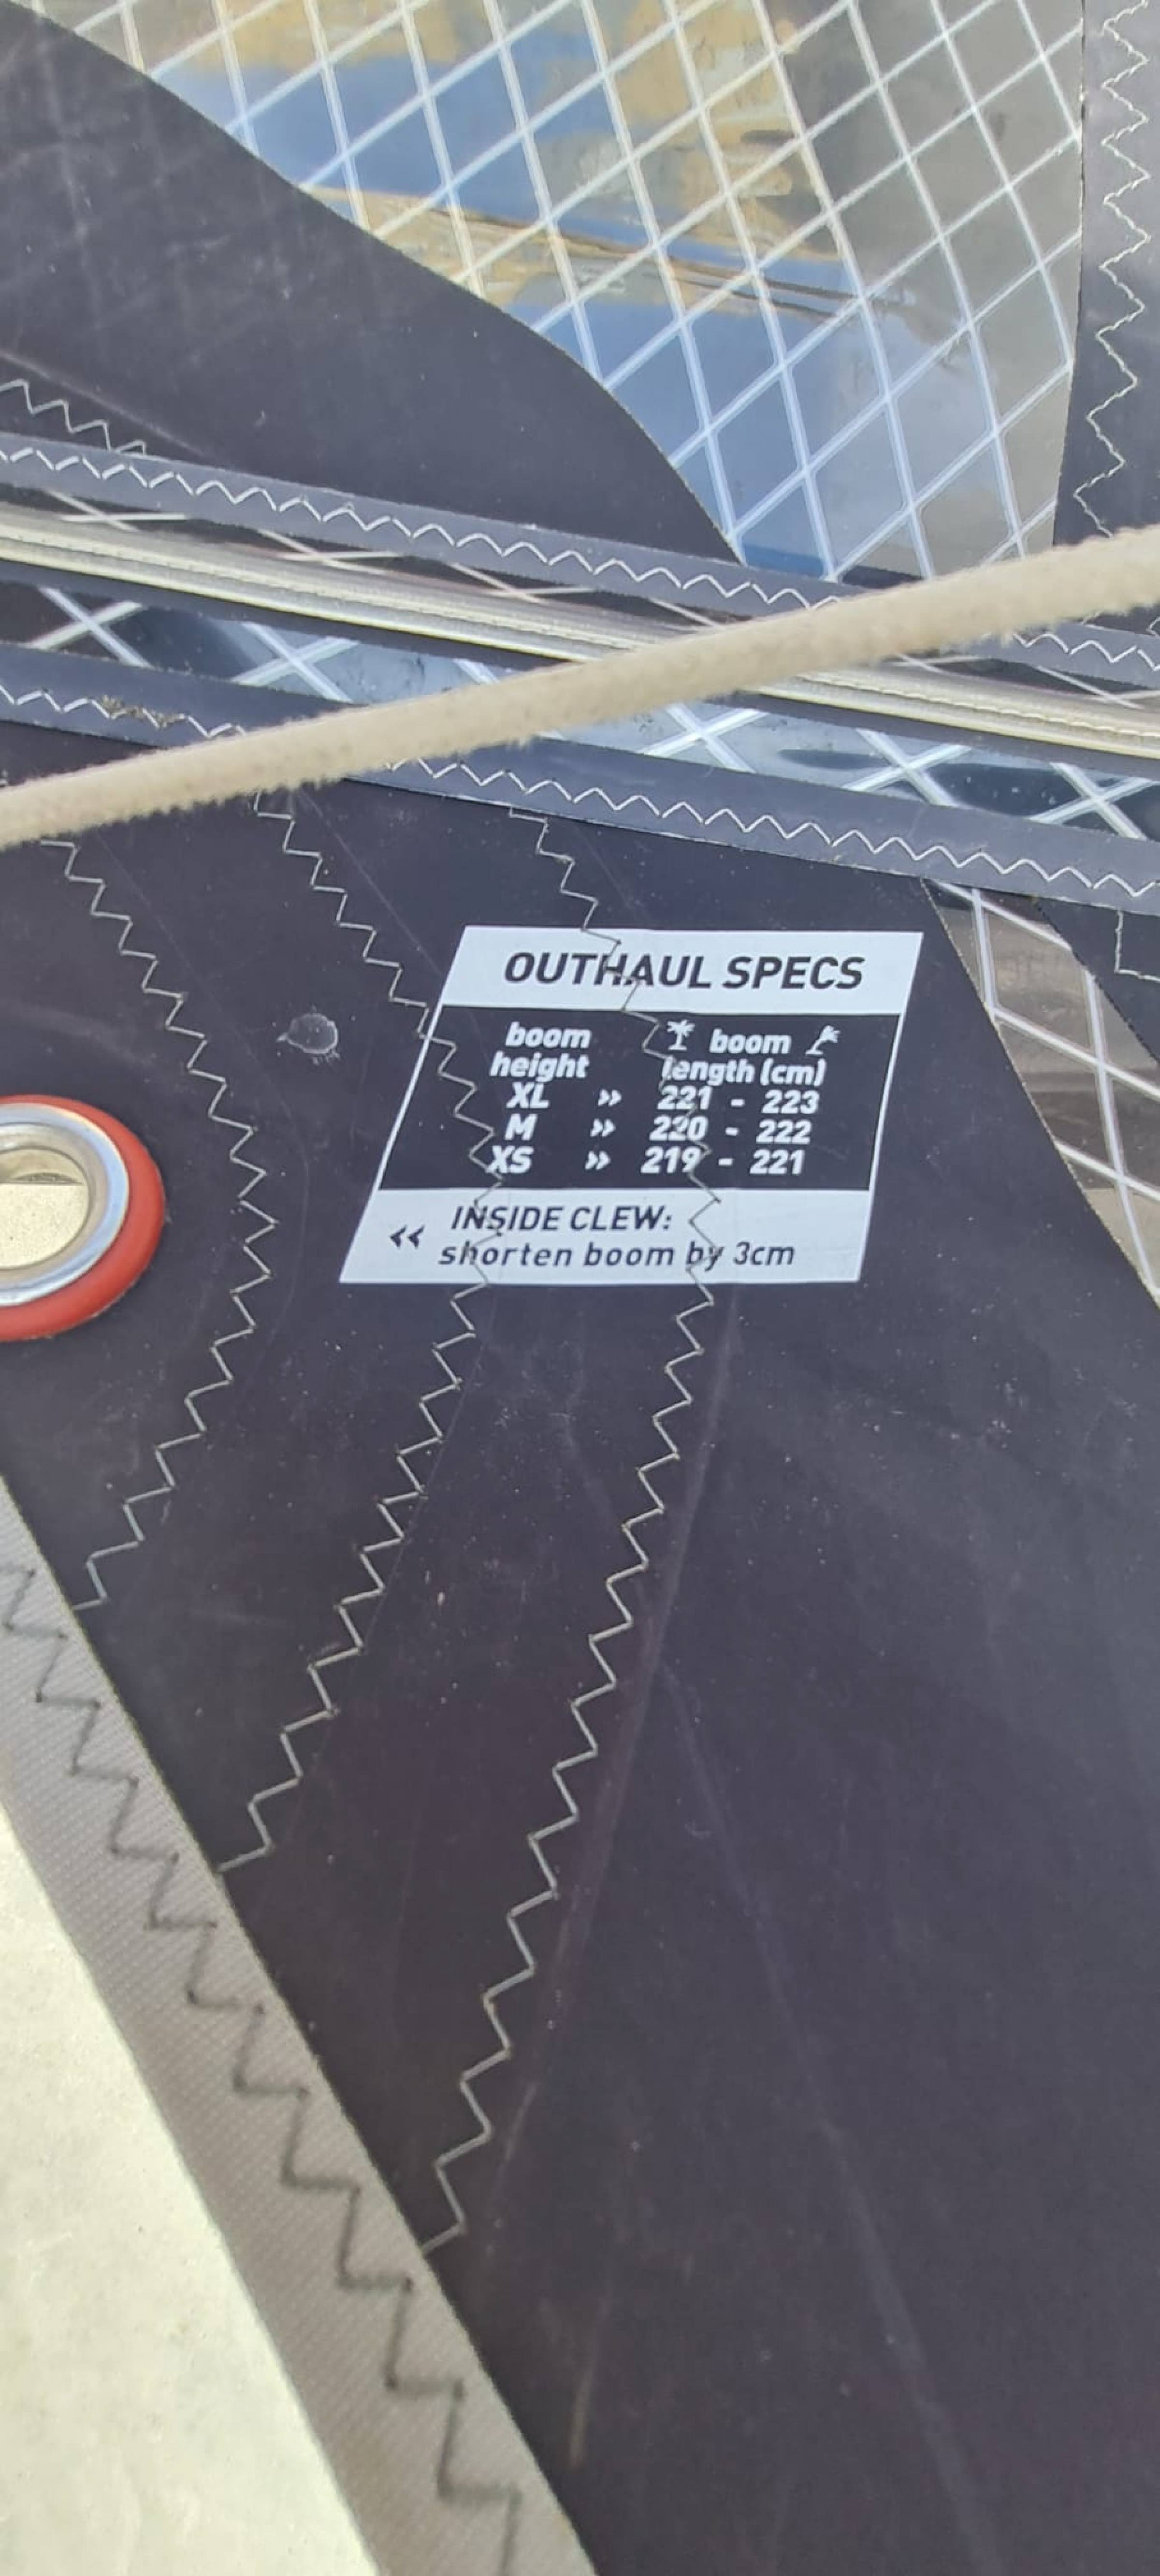 OUTHAUL SPECS
boom boom
height length (cm)
XL » 221 - 223
M » 220 - 222
XS » 219 - 221
« INSIDE CLEW:
shorten boom by 3cm